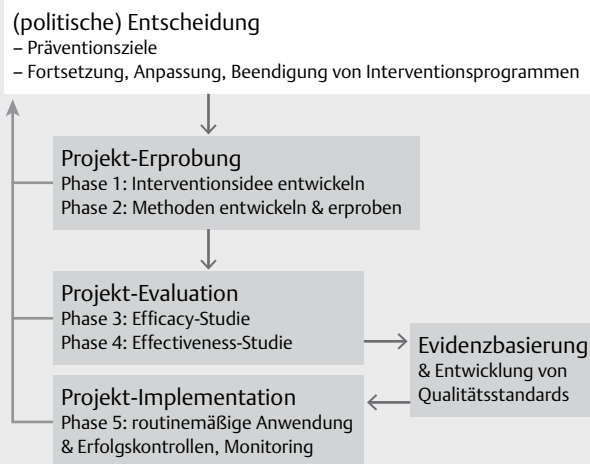 (politische) Entscheidung
– Präventionsziele
– Fortsetzung, Anpassung, Beendigung von Interventionsprogrammen
Projekt-Erprobung
Phase 1: Interventionsidee entwickeln
Phase 2: Methoden entwickeln & erproben
Projekt-Evaluation
Phase 3: Efficacy-Studie
Phase 4: Effectiveness-Studie
Evidenzbasierung
& Entwicklung von
Qualitätsstandards
Projekt-Implementation
Phase 5: routinemäßige Anwendung
& Erfolgskontrollen, Monitoring